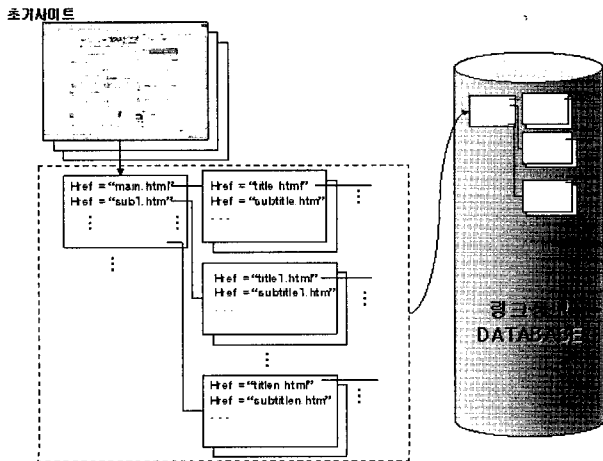 초기사이트
Href ="main.html"
Href ="sub1.html"
Href ="title.html"
Href ="subtitle.htm"
. . .
Href ="title1.html"
Href ="subtitle1.htm"
. . .
Href ="titlen.html"
Href ="subtitlen.htm"
. . .
DATABASE